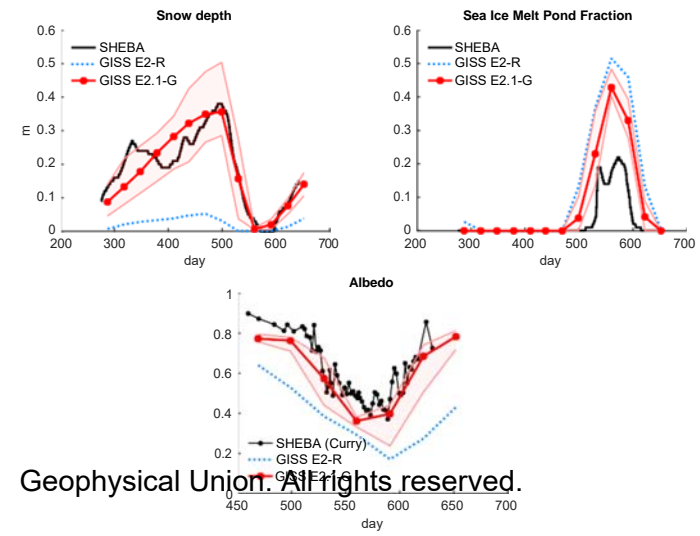 Snow depth
0.6
0.5
0.4
0.3
0.2
0.1
0
m
SHEBA
GISS E2-R
GISS E2.1-G
200 300 400 500 600 700
day
Sea Ice Melt Pond Fraction
0.6
0.5
0.4
0.3
0.2
0.1
0
SHEBA
GISS E2-R
GISS E2.1-G
200 300 400 500 600 700
day
Albedo
1
0.8
0.6
0.4
0.2
0
SHEBA (Curry)
GISS E2-R
GISS E2.1-G
Geophysical Union. All rights reserved.
450 500 550 600 650 700
day